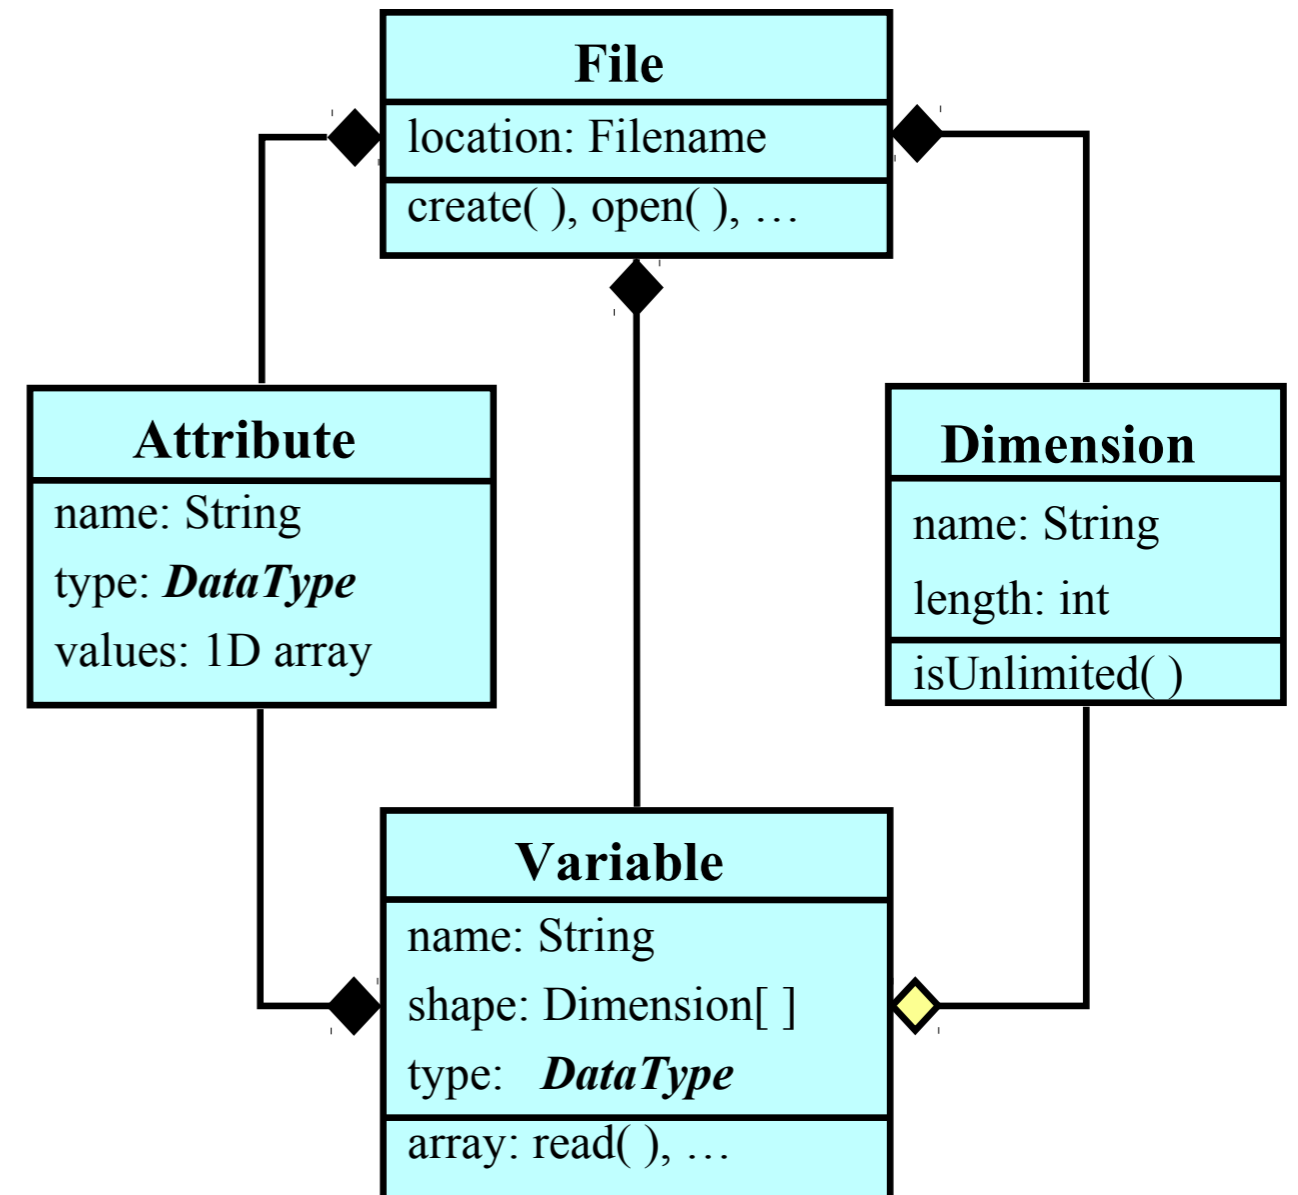 File
location: Filename
create( ), open( ), …
Attribute
name: String
type: DataType
values: 1D array
Dimension
name: String
length: int
isUnlimited( )
Variable
name: String
shape: Dimension[ ]
type: DataType
array: read( ), …